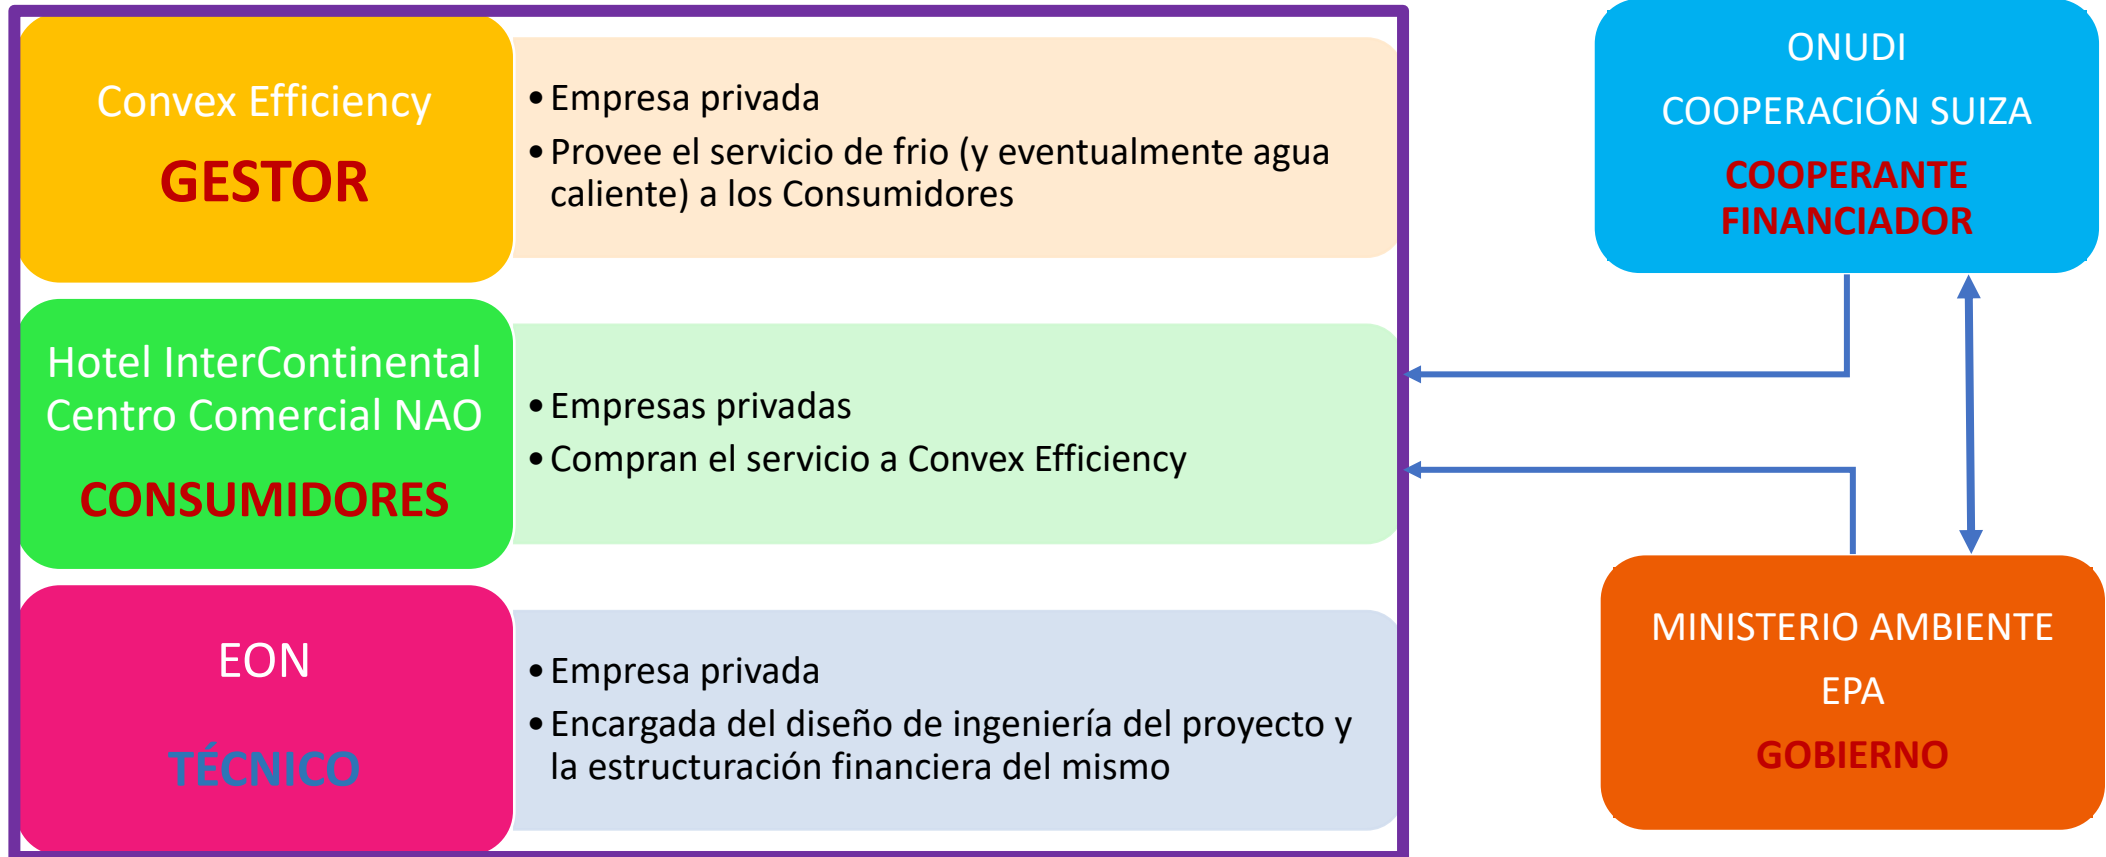 Convex Efficiency
GESTOR
• Empresa privada
• Provee el servicio de frio (y eventualmente agua
caliente) a los Consumidores
Hotel InterContinental
Centro Comercial NAO
CONSUMIDORES
• Empresas privadas
• Compran el servicio a Convex Efficiency
EON
TÉCNICO
• Empresa privada
• Encargada del diseño de ingeniería del proyecto y
la estructuración financiera del mismo
ONUDI
COOPERACIÓN SUIZA
COOPERANTE
FINANCIADOR
MINISTERIO AMBIENTE
EPA
GOBIERNO